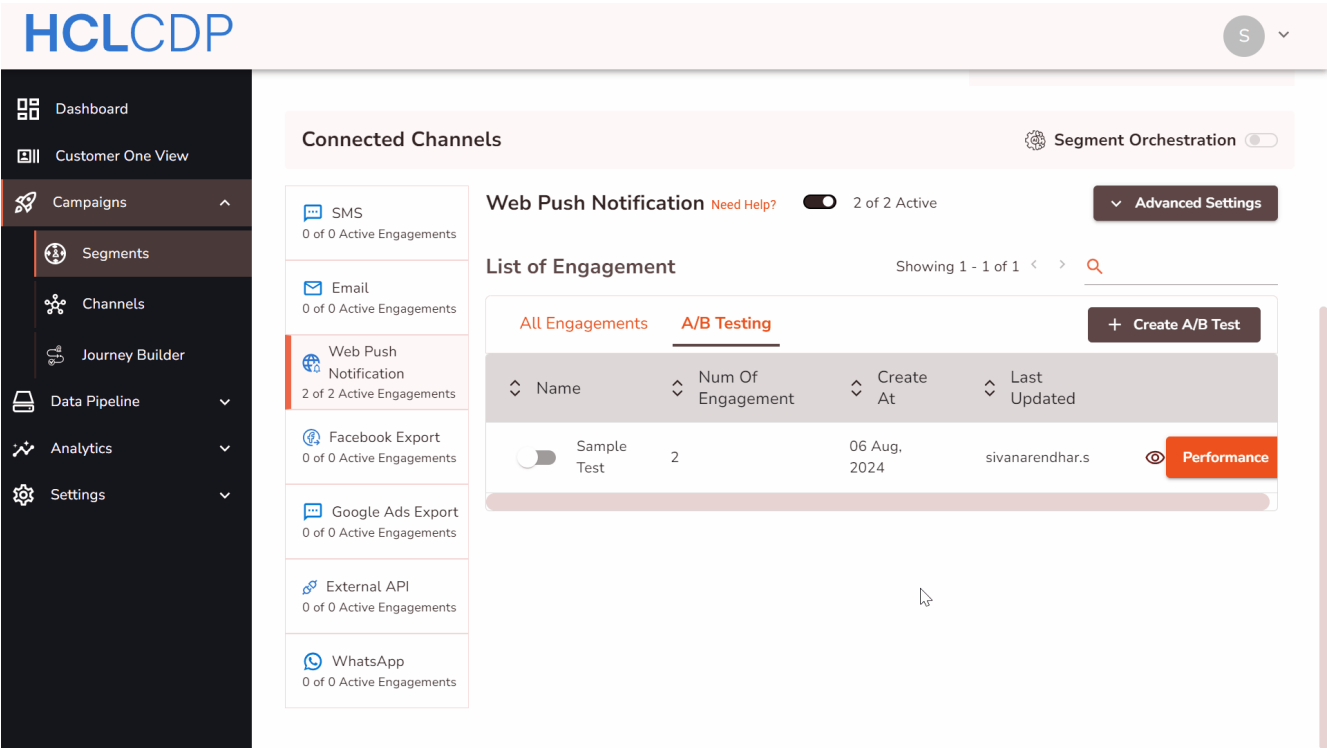 HCLCDP
S
Dashboard
Customer One View
Campaigns
Segments
Channels
Journey Builder
Data Pipeline
Analytics
Settings
Connected Channels
Segment Orchestration
SMS
0 of 0 Active Engagements
Email
0 of 0 Active Engagements
Web Push
Notification
2 of 2 Active Engagements
Facebook Export
0 of 0 Active Engagements
Google Ads Export
0 of 0 Active Engagements
External API
0 of 0 Active Engagements
WhatsApp
0 of 0 Active Engagements
Web Push Notification Need Help? 2 of 2 Active
Advanced Settings
List of Engagement
Showing 1 - 1 of 1
All Engagements A/B Testing
+ Create A/B Test
Name
Num Of
Engagement
Create
At
Last
Updated
Sample
Test
2
06 Aug,
2024
sivanarendhar.s
Performance